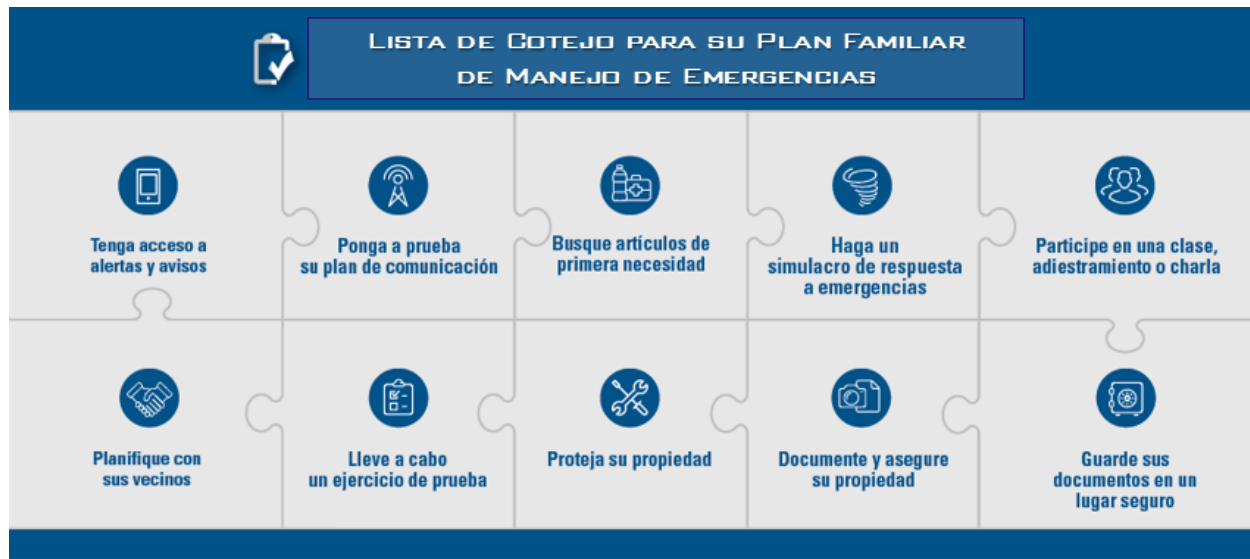 Lista de Cotejo para su Plan Familiar
de Manejo de Emergencias
Tenga acceso a
alertas y avisos
Ponga a prueba
su plan de comunicación
Busque artículos de
primera necesidad
Haga un
simulacro de respuesta
a emergencias
Participe en una clase,
adiestramiento o charla
Planifique con
sus vecinos
Lleve a cabo
un ejercicio de prueba
Proteja su propiedad
Documente y asegure
su propiedad
Guarde sus
documentos en un
lugar seguro